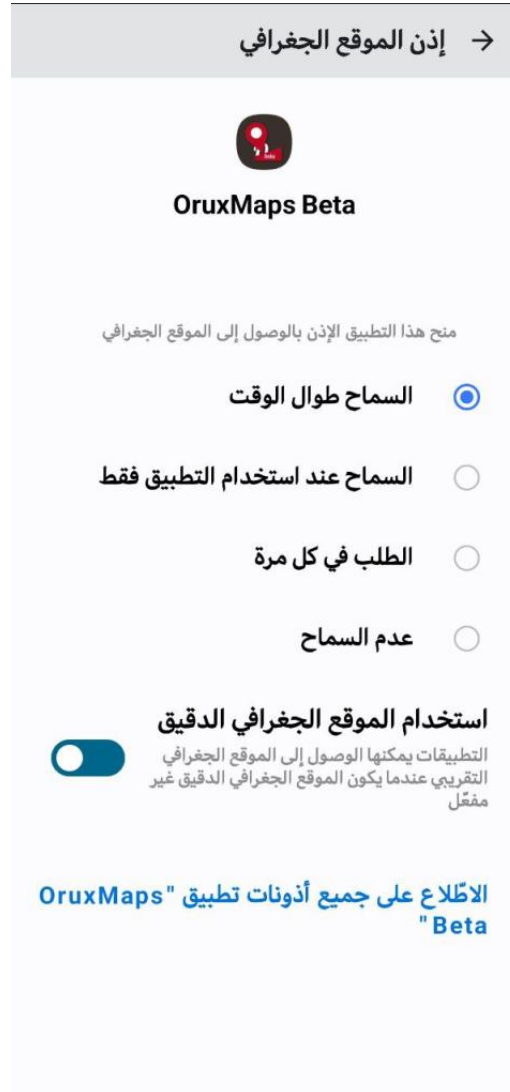 إذن الموقع الجغرافي
OruxMaps Beta
منح هذا التطبيق الإذن بالوصول إلى الموقع الجغرافي
السماح طوال الوقت
السماح عند استخدام التطبيق فقط
الطلب في كل مرة
عدم السماح
استخدام الموقع الجغرافي الدقيق
التطبيقات يمكنها الوصول إلى الموقع الجغرافي
التقريبي عندما يكون الموقع الجغرافي الدقيق غير
مفعّل
الاطّلاع على جميع أذونات تطبيق "OruxMaps
Beta"